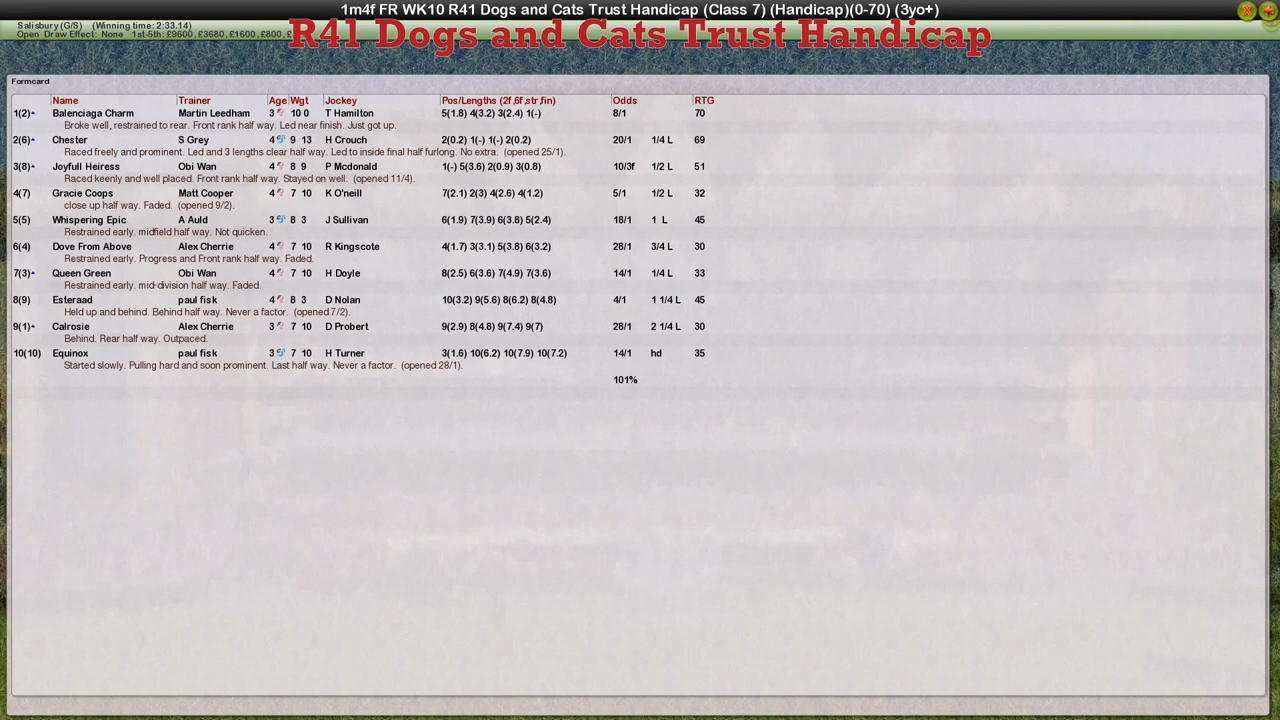 1m4f FR WK10 R41 Dogs and Cats Trust Handicap (Class 7) (Handicap)(0-70) (3yo+)
Salisbury (G/S) (Winning time: 2:33.14)
Open Draw Effect: None 1st-5th: £9600, £3680, £1600, £800, £
R41 Dogs and Cats Trust Handicap
Formcard
Name Trainer Age Wgt Jockey Pos/Lengths (2f,6f,str,fin) Odds RTG
1(2) Balenciaga Charm Martin Leedham 3 10 0 T Hamilton 5(1.8) 4(3.2) 3(2.4) 1(-) 8/1 70
Broke well, restrained to rear. Front rank half way. Led near finish. Just got up.
2(6) Chester S Grey 4 9 13 H Crouch 2(0.2) 1(-) 1(-) 2(0.2) 20/1 1/4 L 69
Raced freely and prominent. Led and 3 lengths clear half way. Led to inside final half furlong. No extra. (opened 25/1).
3(8) Joyfull Heiress Obi Wan 4 8 9 P Mcdonald 1(-) 5(3.6) 2(0.9) 3(0.8) 10/3f 1/2 L 51
Raced keenly and well placed. Front rank half way. Stayed on well. (opened 11/4).
4(7) Gracie Coops Matt Cooper 4 7 10 K O'neill 7(2.1) 2(3) 4(2.6) 4(1.2) 5/1 1/2 L 32
close up half way. Faded. (opened 9/2).
5(5) Whispering Epic A Auld 3 8 3 J Sullivan 6(1.9) 7(3.9) 6(3.8) 5(2.4) 18/1 1 L 45
Restrained early. midfield half way. Not quicken.
6(4) Dove From Above Alex Cherrie 4 7 10 R Kingscote 4(1.7) 3(3.1) 5(3.8) 6(3.2) 28/1 3/4 L 30
Restrained early. Progress and Front rank half way. Faded.
7(3) Queen Green Obi Wan 4 7 10 H Doyle 8(2.5) 6(3.6) 7(4.9) 7(3.6) 14/1 1/4 L 33
Restrained early. mid-division half way. Faded.
8(9) Esteraad paul fisk 4 8 3 D Nolan 10(3.2) 9(5.6) 8(6.2) 8(4.8) 4/1 1 1/4 L 45
Held up and behind. Behind half way. Never a factor. (opened 7/2).
9(1) Calrosie Alex Cherrie 3 7 10 D Probert 9(2.9) 8(4.8) 9(7.4) 9(7) 28/1 2 1/4 L 30
Behind. Rear half way. Outpaced.
10(10) Equinox paul fisk 3 7 10 H Turner 3(1.6) 10(6.2) 10(7.9) 10(7.2) 14/1 hd 35
Started slowly. Pulling hard and soon prominent. Last half way. Never a factor. (opened 28/1).
101%